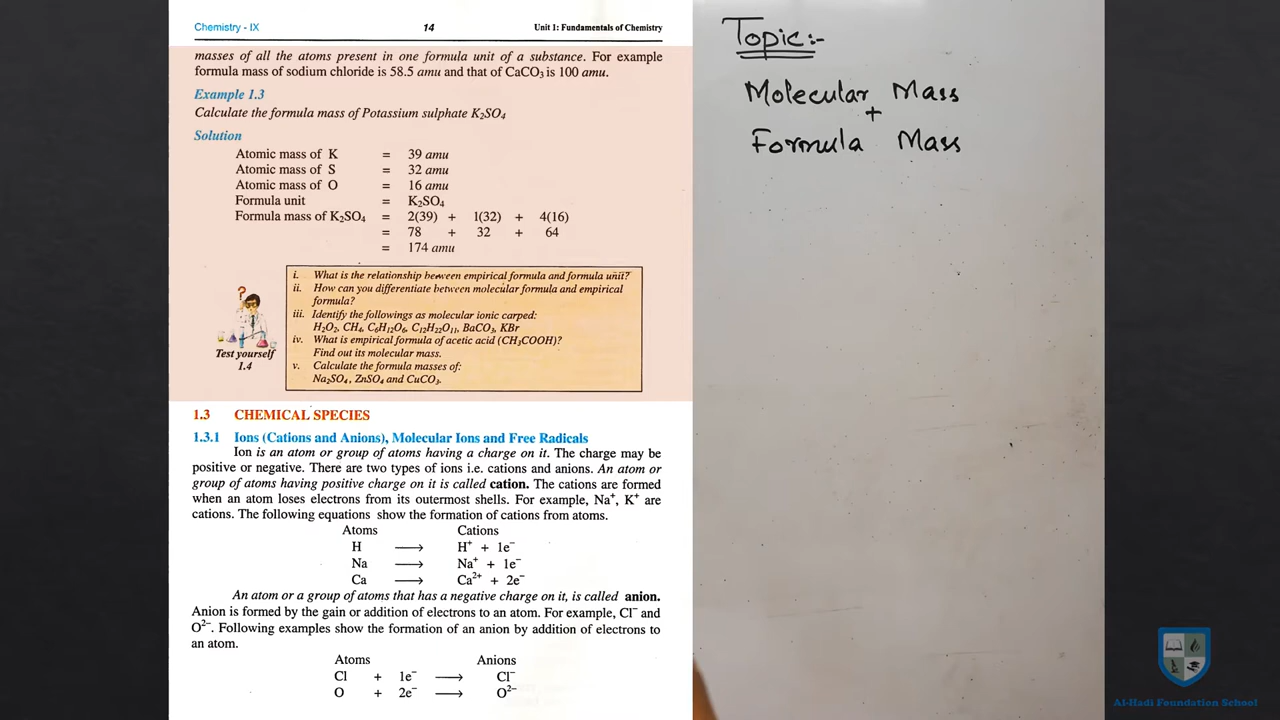 Chemistry - IX 14 Unit 1: Fundamentals of Chemistry
masses of all the atoms present in one formula unit of a substance. For example
formula mass of sodium chloride is 58.5 amu and that of CaCO₃ is 100 amu.
Example 1.3
Calculate the formula mass of Potassium sulphate K₂SO₄
Solution
Atomic mass of K = 39 amu
Atomic mass of S = 32 amu
Atomic mass of O = 16 amu
Formula unit = K₂SO₄
Formula mass of K₂SO₄ = 2(39) + 1(32) + 4(16)
= 78 + 32 + 64
= 174 amu
i. What is the relationship between empirical formula and formula unit?
ii. How can you differentiate between molecular formula and empirical
formula?
iii. Identify the followings as molecular ionic carped:
H₂O₂, CH₄, C₆H₁₂O₆, C₁₂H₂₂O₁₁, BaCO₃, KBr
iv. What is empirical formula of acetic acid (CH₃COOH)?
Find out its molecular mass.
v. Calculate the formula masses of:
Na₂SO₄, ZnSO₄ and CuCO₃.
?
Test yourself
1.4
1.3 CHEMICAL SPECIES
1.3.1 Ions (Cations and Anions), Molecular Ions and Free Radicals
Ion is an atom or group of atoms having a charge on it. The charge may be
positive or negative. There are two types of ions i.e. cations and anions. An atom or
group of atoms having positive charge on it is called cation. The cations are formed
when an atom loses electrons from its outermost shells. For example, Na⁺, K⁺ are
cations. The following equations show the formation of cations from atoms.
Atoms Cations
H ⟶ H⁺ + 1e⁻
Na ⟶ Na⁺ + 1e⁻
Ca ⟶ Ca²⁺ + 2e⁻
An atom or a group of atoms that has a negative charge on it, is called anion.
Anion is formed by the gain or addition of electrons to an atom. For example, Cl⁻ and
O²⁻. Following examples show the formation of an anion by addition of electrons to
an atom.
Atoms Anions
Cl + 1e⁻ ⟶ Cl⁻
O + 2e⁻ ⟶ O²⁻
Topic:-
Molecular Mass
+
Formula Mass
Al-Hadi Foundation School